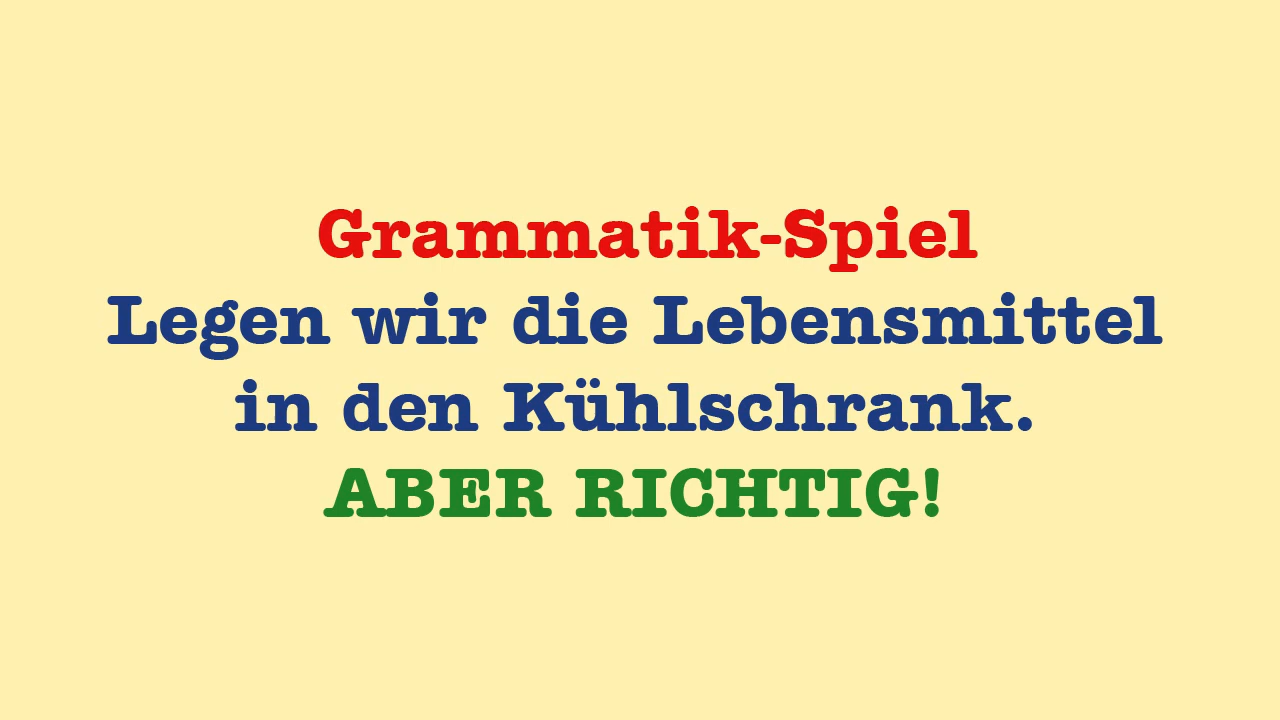 Grammatik-Spiel
Legen wir die Lebensmittel
in den Kühlschrank.
ABER RICHTIG!